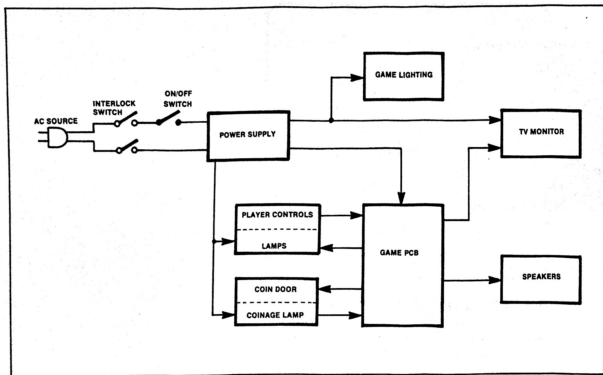 AC SOURCE
INTERLOCK
SWITCH
ON/OFF
SWITCH
POWER SUPPLY
GAME LIGHTING
TV MONITOR
PLAYER CONTROLS
LAMPS
GAME PCB
COIN DOOR
COINAGE LAMP
SPEAKERS